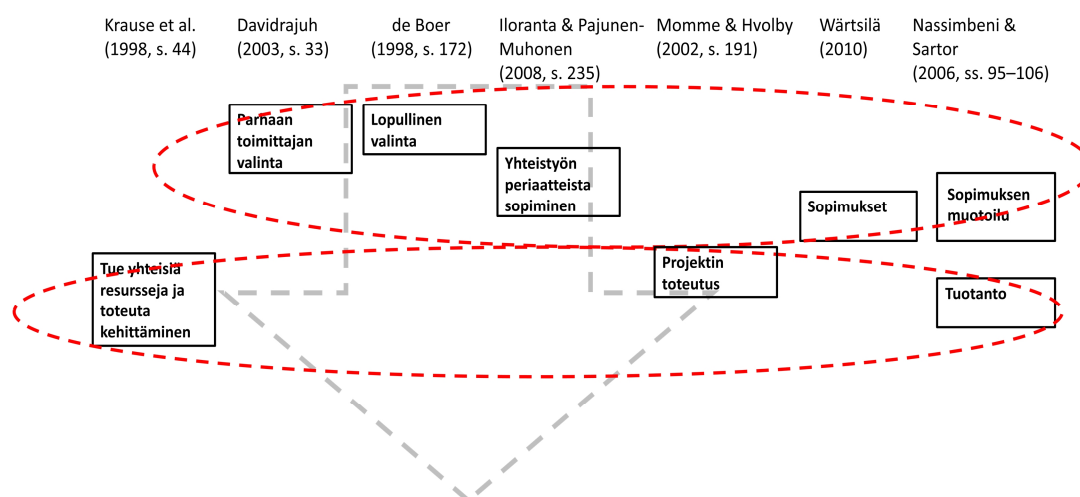 Krause et al.
(1998, s. 44)
Davidrajuh
(2003, s. 33)
de Boer
(1998, s. 172)
Iloranta & Pajunen-
Muhonen
(2008, s. 235)
Momme & Hvolby
(2002, s. 191)
Wärtsilä
(2010)
Nassimbeni &
Sartor
(2006, ss. 95–106)
Parhaan
toimittajan
valinta
Lopullinen
valinta
Yhteistyön
periaatteista
sopiminen
Sopimukset
Sopimuksen
muotoilu
Tue yhteisiä
resursseja ja
toteuta
kehittäminen
Projektin
toteutus
Tuotanto